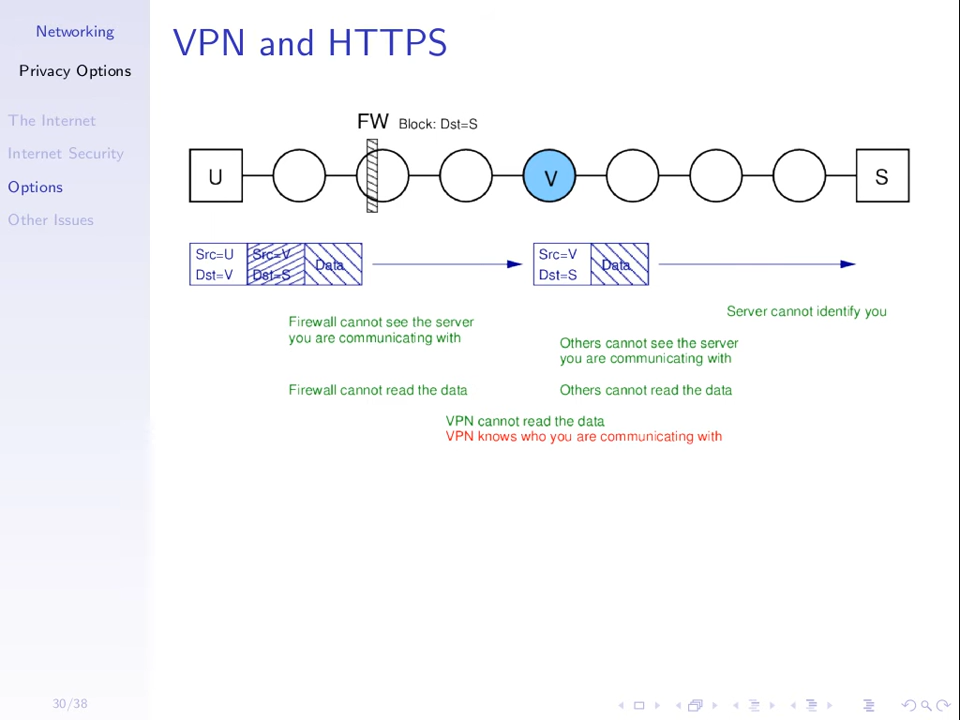 Networking
Privacy Options
The Internet
Internet Security
Options
Other Issues
30/38
VPN and HTTPS
FW Block: Dst=S
U
V
S
Src=U
Dst=V
Src=V
Dst=S
Data
Src=V
Dst=S
Data
Server cannot identify you
Firewall cannot see the server
you are communicating with
Others cannot see the server
you are communicating with
Firewall cannot read the data
Others cannot read the data
VPN cannot read the data
VPN knows who you are communicating with